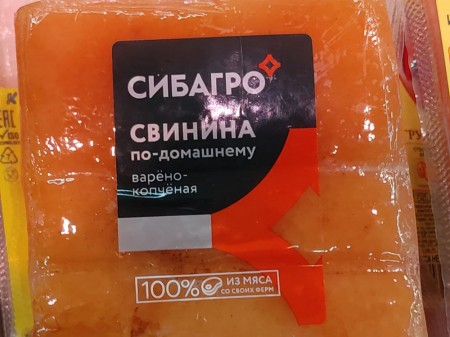 СИБАГРО
СВИНИНА
по-домашнему
варёно-
копчёная
100% ИЗ МЯСА
СО СВОИХ ФЕРМ